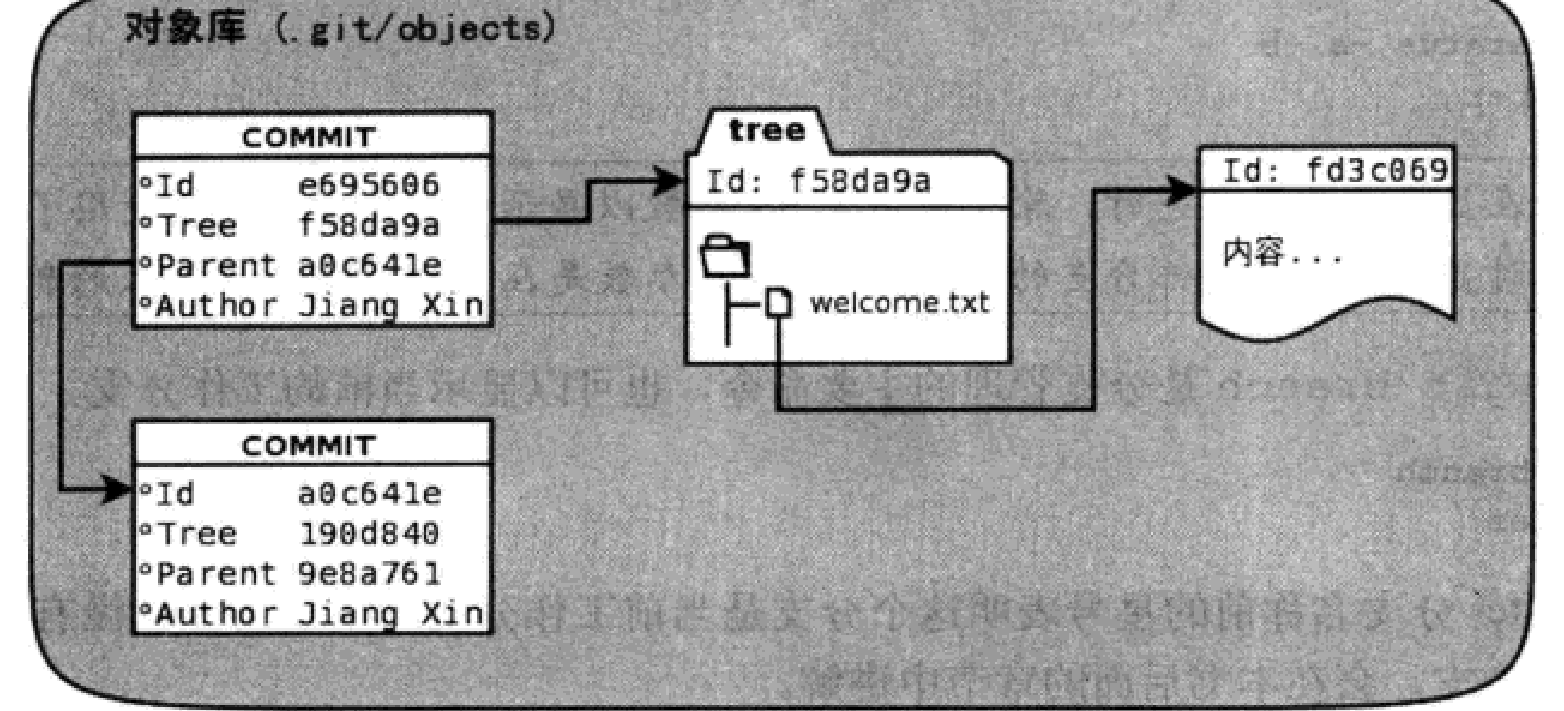 对象库 (.git/objects)
COMMIT
Id e695606
Tree f58da9a
Parent a0c641e
Author Jiang Xin
tree
Id: f58da9a
welcome.txt
Id: fd3c069
内容...
COMMIT
Id a0c641e
Tree 190d840
Parent 9e8a761
Author Jiang Xin